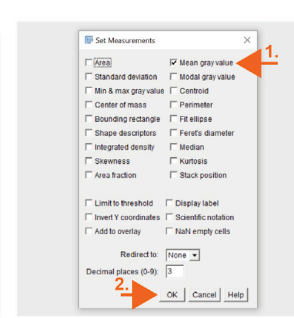 Set Measurements
Area Mean gray value
1.
Standard deviation Modal gray value
Min & max gray value Centroid
Center of mass Perimeter
Bounding rectangle Fit ellipse
Shape descriptors Feret's diameter
Integrated density Median
Skewness Kurtosis
Area fraction Stack position
Limit to threshold Display label
Invert Y coordinates Scientific notation
Add to overlay NaN empty cells
Redirect to: None
Decimal places (0-9): 3
2.
OK Cancel Help